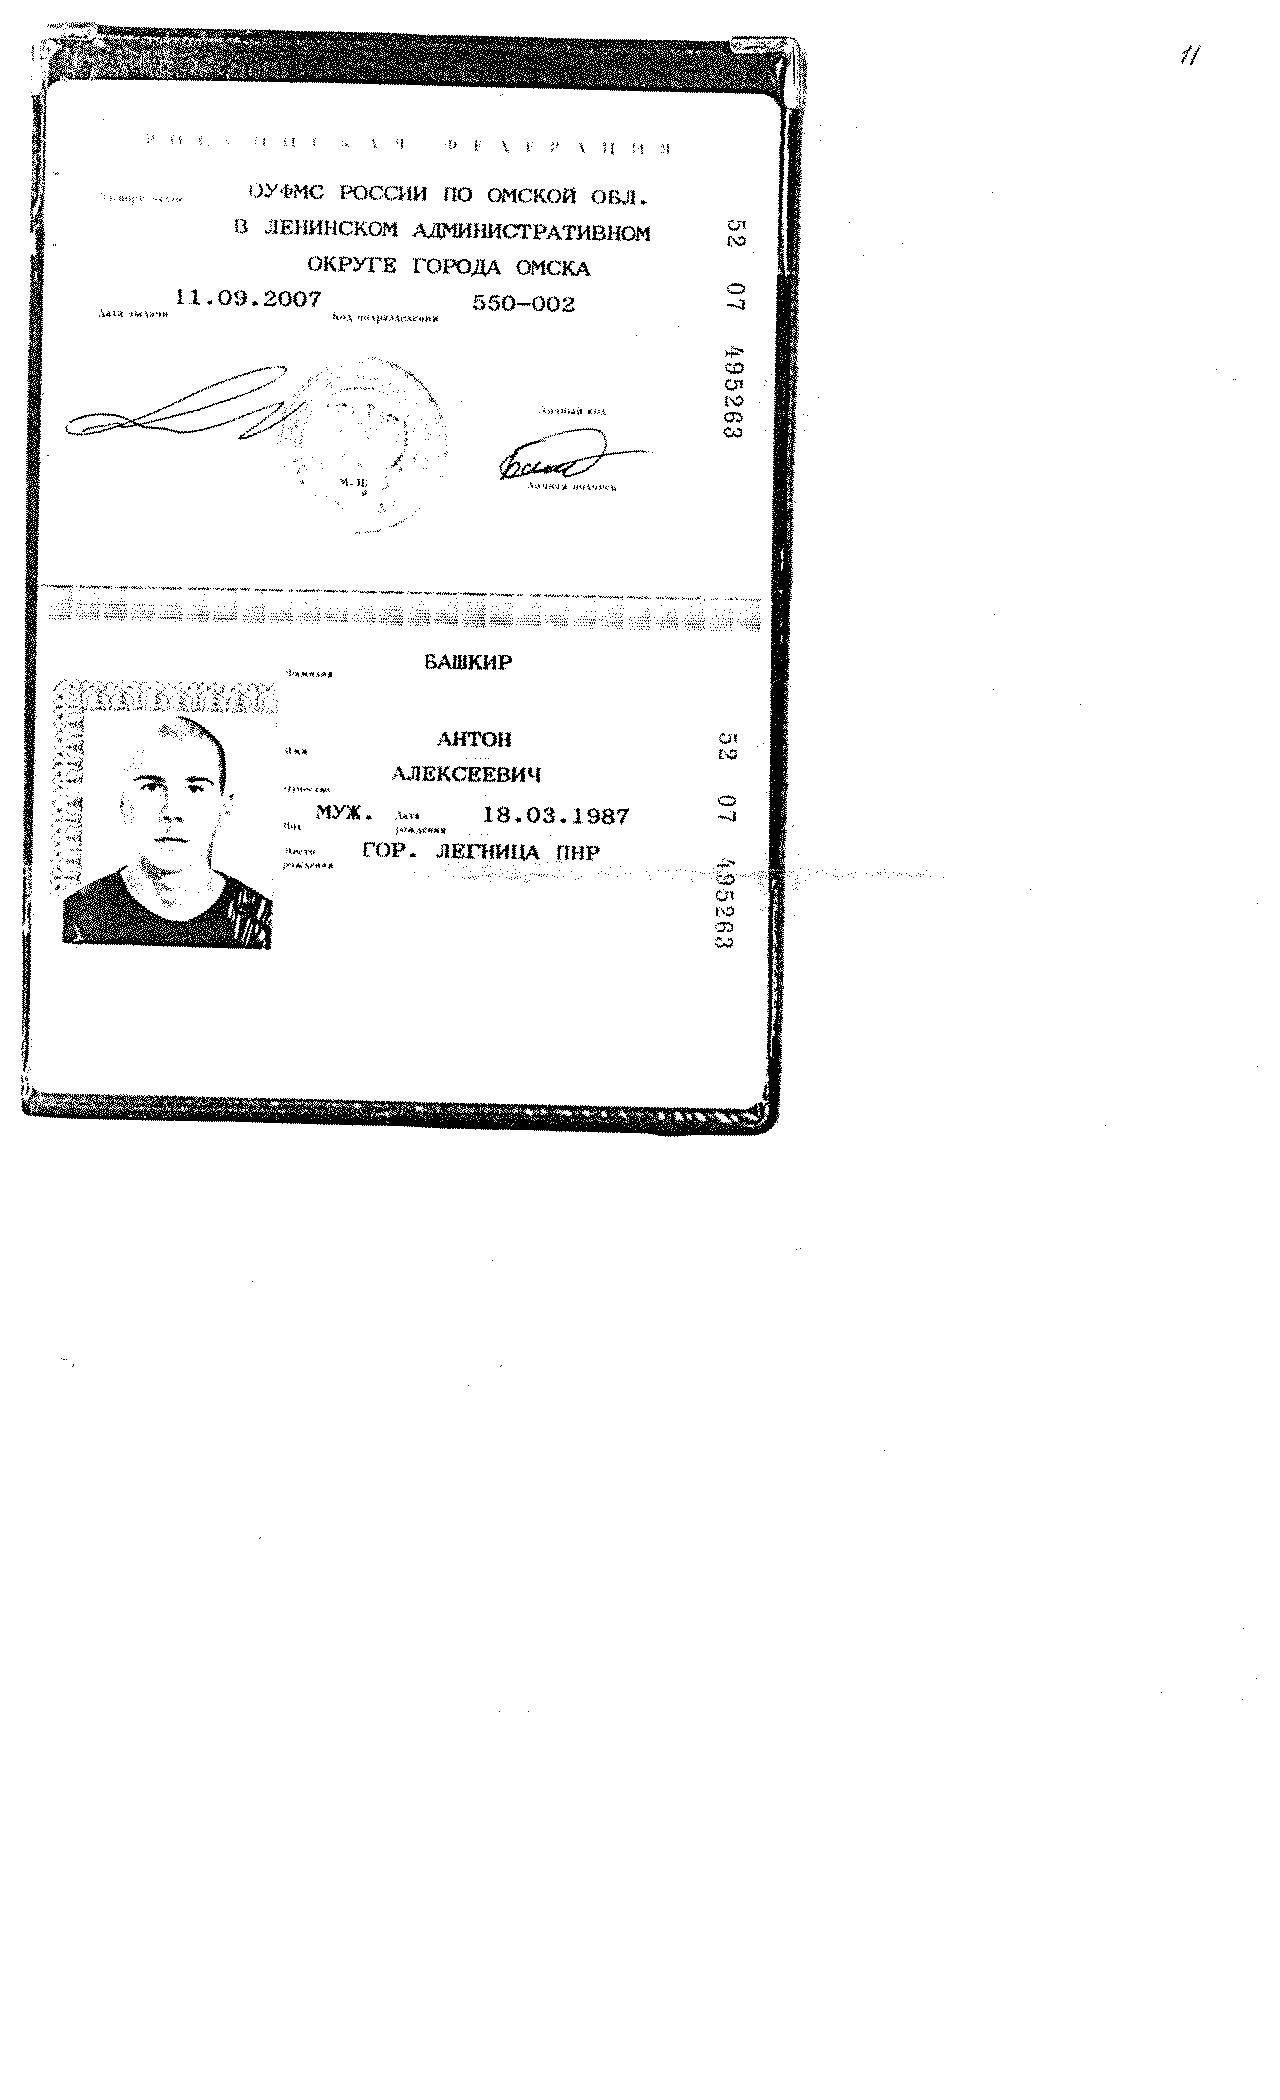 11
РОССИЙСКАЯ ФЕДЕРАЦИЯ
Паспорт выдан ОУФМС РОССИИ ПО ОМСКОЙ ОБЛ.
В ЛЕНИНСКОМ АДМИНИСТРАТИВНОМ
ОКРУГЕ ГОРОДА ОМСКА
Дата выдачи 11.09.2007 Код подразделения 550-002
52 07 495263
Личный код
М.П.
Личная подпись
Фамилия БАШКИР
Имя АНТОН
Отчество АЛЕКСЕЕВИЧ
Пол МУЖ. Дата рождения 18.03.1987
Место рождения ГОР. ЛЕГНИЦА ПНР
52 07 495263